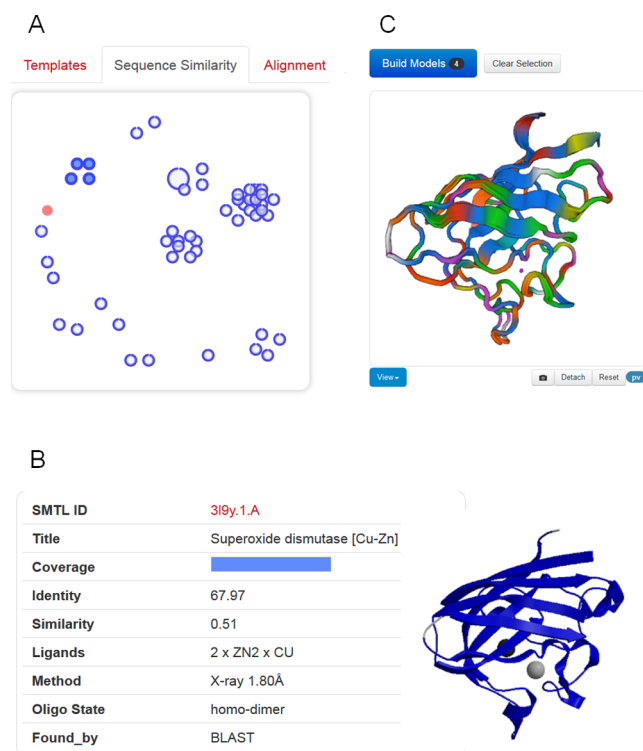 A
C
Templates Sequence Similarity Alignment
Build Models 4 Clear Selection
View
Detach Reset pv
B
SMTL ID 3l9y.1.A
Title Superoxide dismutase [Cu-Zn]
Coverage
Identity 67.97
Similarity 0.51
Ligands 2 x ZN2 x CU
Method X-ray 1.80Å
Oligo State homo-dimer
Found_by BLAST